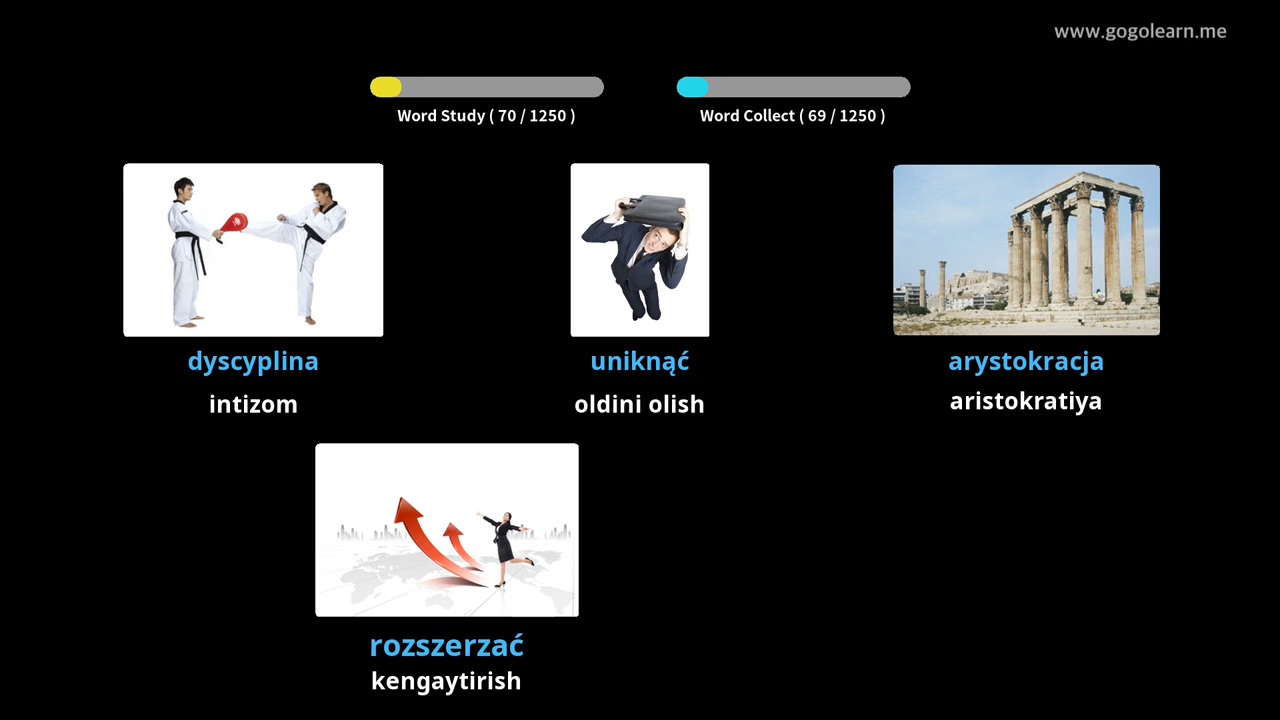 www.gogolearn.me
Word Study ( 70 / 1250 )
Word Collect ( 69 / 1250 )
dyscyplina
intizom
uniknąć
oldini olish
arystokracja
aristokratiya
rozszerzać
kengaytirish